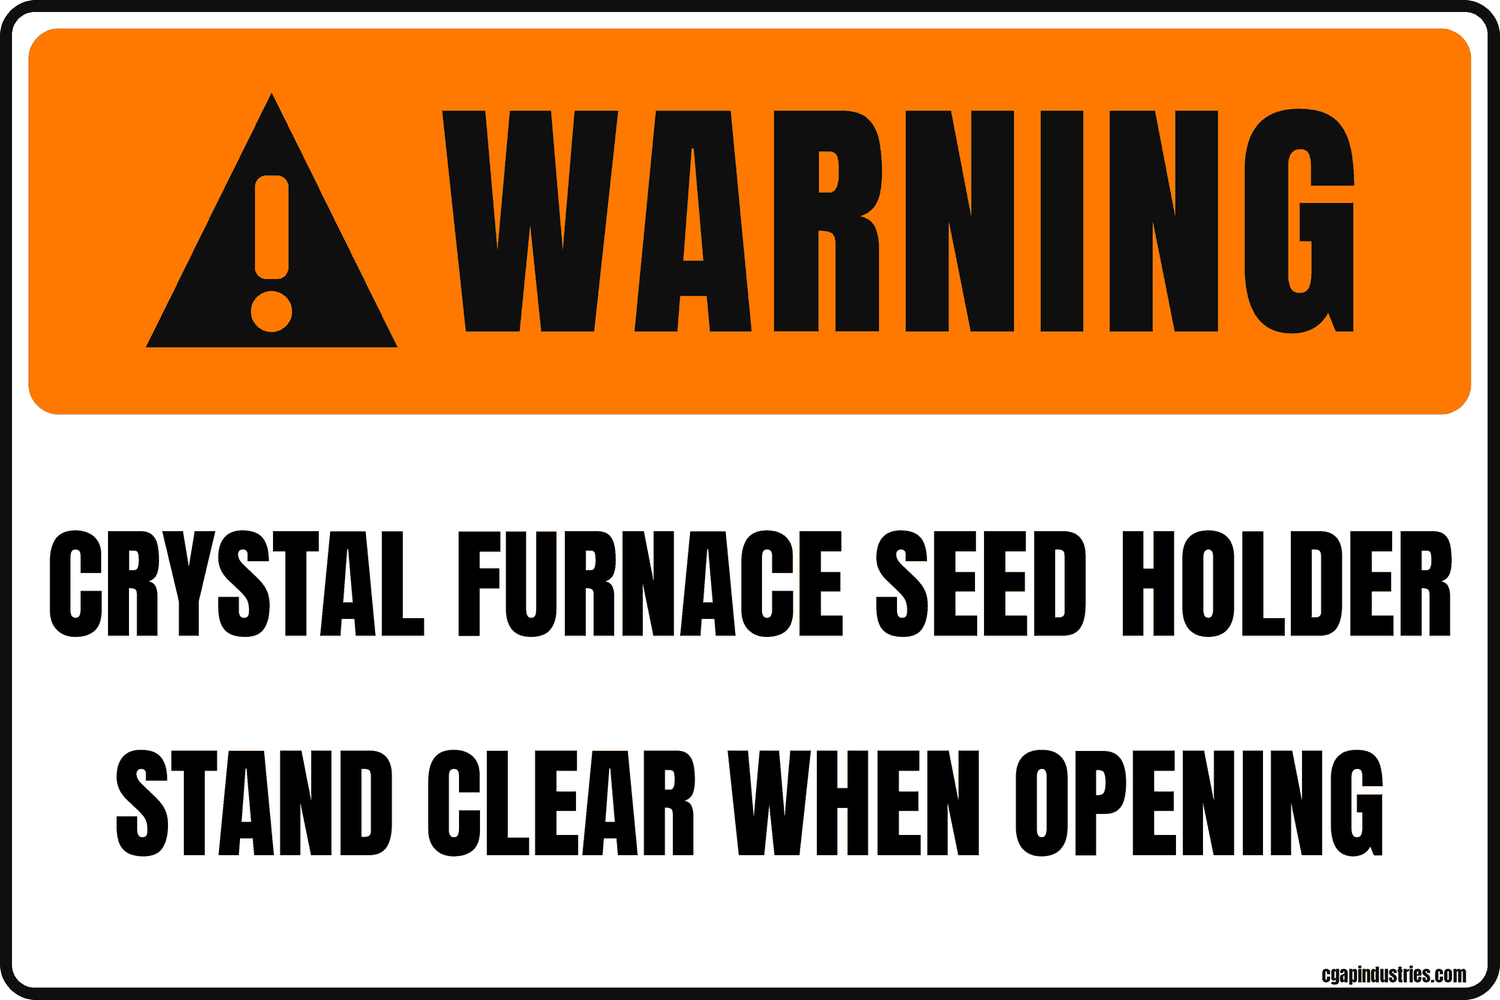 WARNING
CRYSTAL FURNACE SEED HOLDER
STAND CLEAR WHEN OPENING
cgapindustries.com